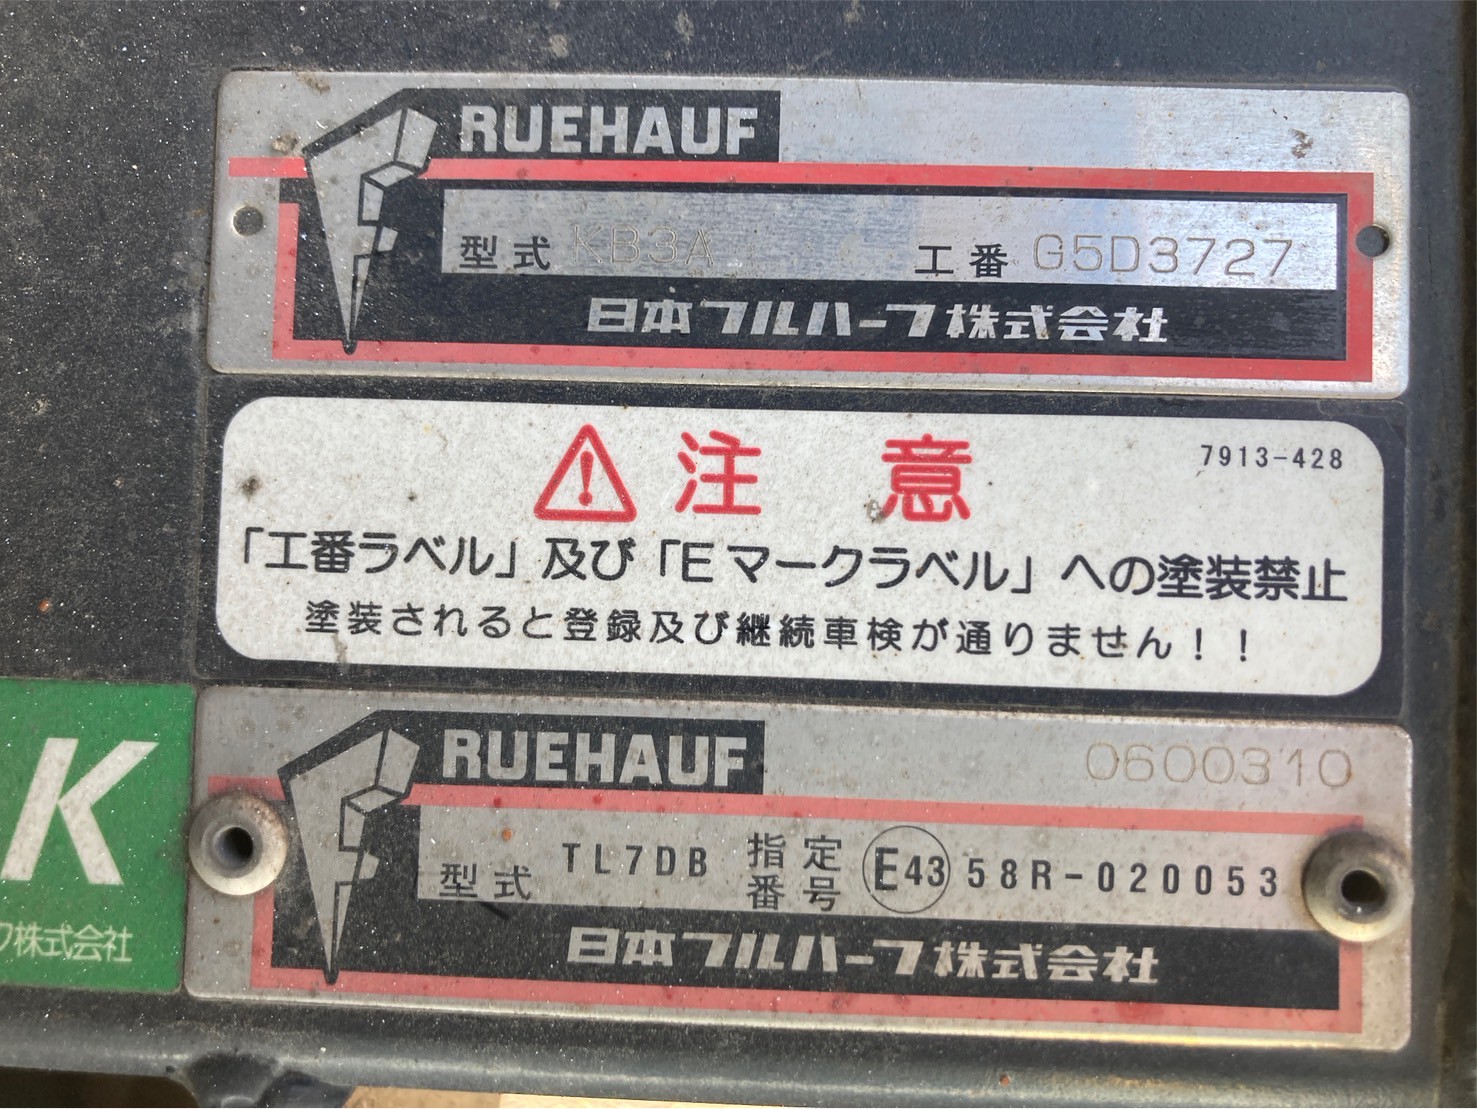 RUEHAUF
型式 KB3A 工番 G5D3727
日本フルハーフ株式会社
注 意
7913-428
「工番ラベル」及び「Eマークラベル」への塗装禁止
塗装されると登録及び継続車検が通りません！！
RUEHAUF
0600310
型式 TL7DB 指定番号 E43 58R-020053
日本フルハーフ株式会社
K
フ株式会社